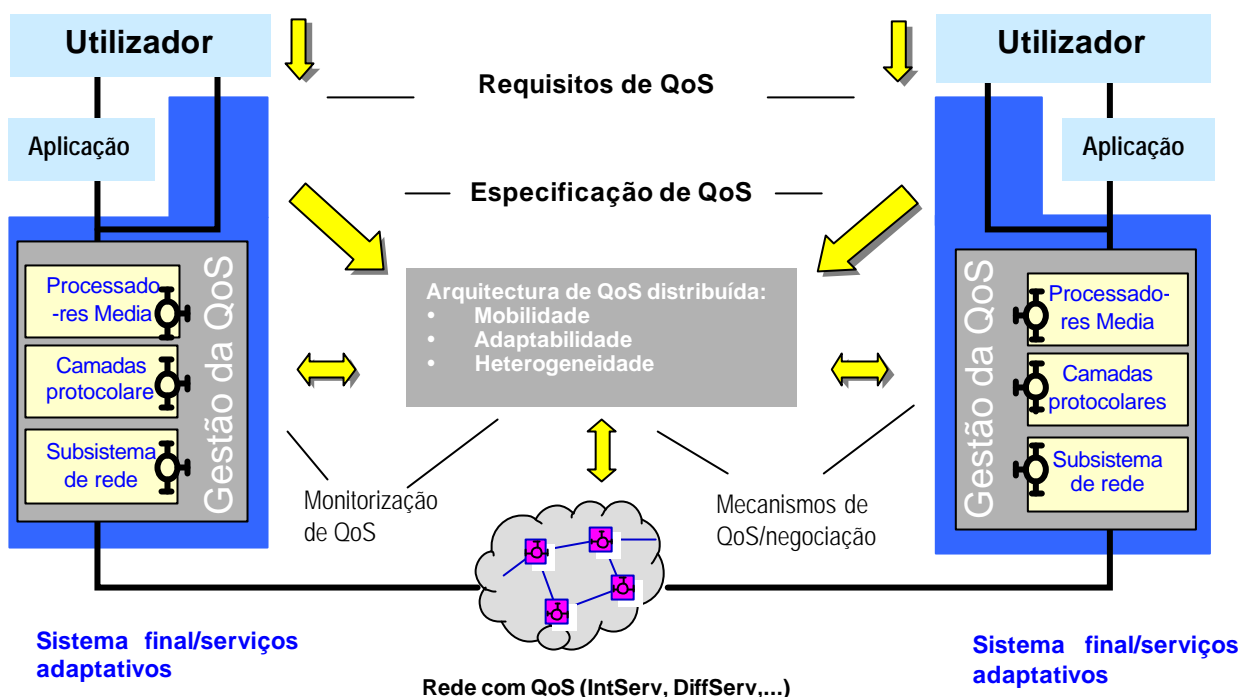 Utilizador
Utilizador
Requisitos de QoS
Aplicação
Aplicação
Especificação de QoS
Gestão da QoS
Processado
-res Media
Camadas
protocolare
Subsistema
de rede
Arquitectura de QoS distribuída:
• Mobilidade
• Adaptabilidade
• Heterogeneidade
Gestão da QoS
Processado-
res Media
Camadas
protocolares
Subsistema
de rede
Monitorização
de QoS
Mecanismos de
QoS/negociação
Sistema final/serviços
adaptativos
Sistema final/serviços
adaptativos
Rede com QoS (IntServ, DiffServ,...)